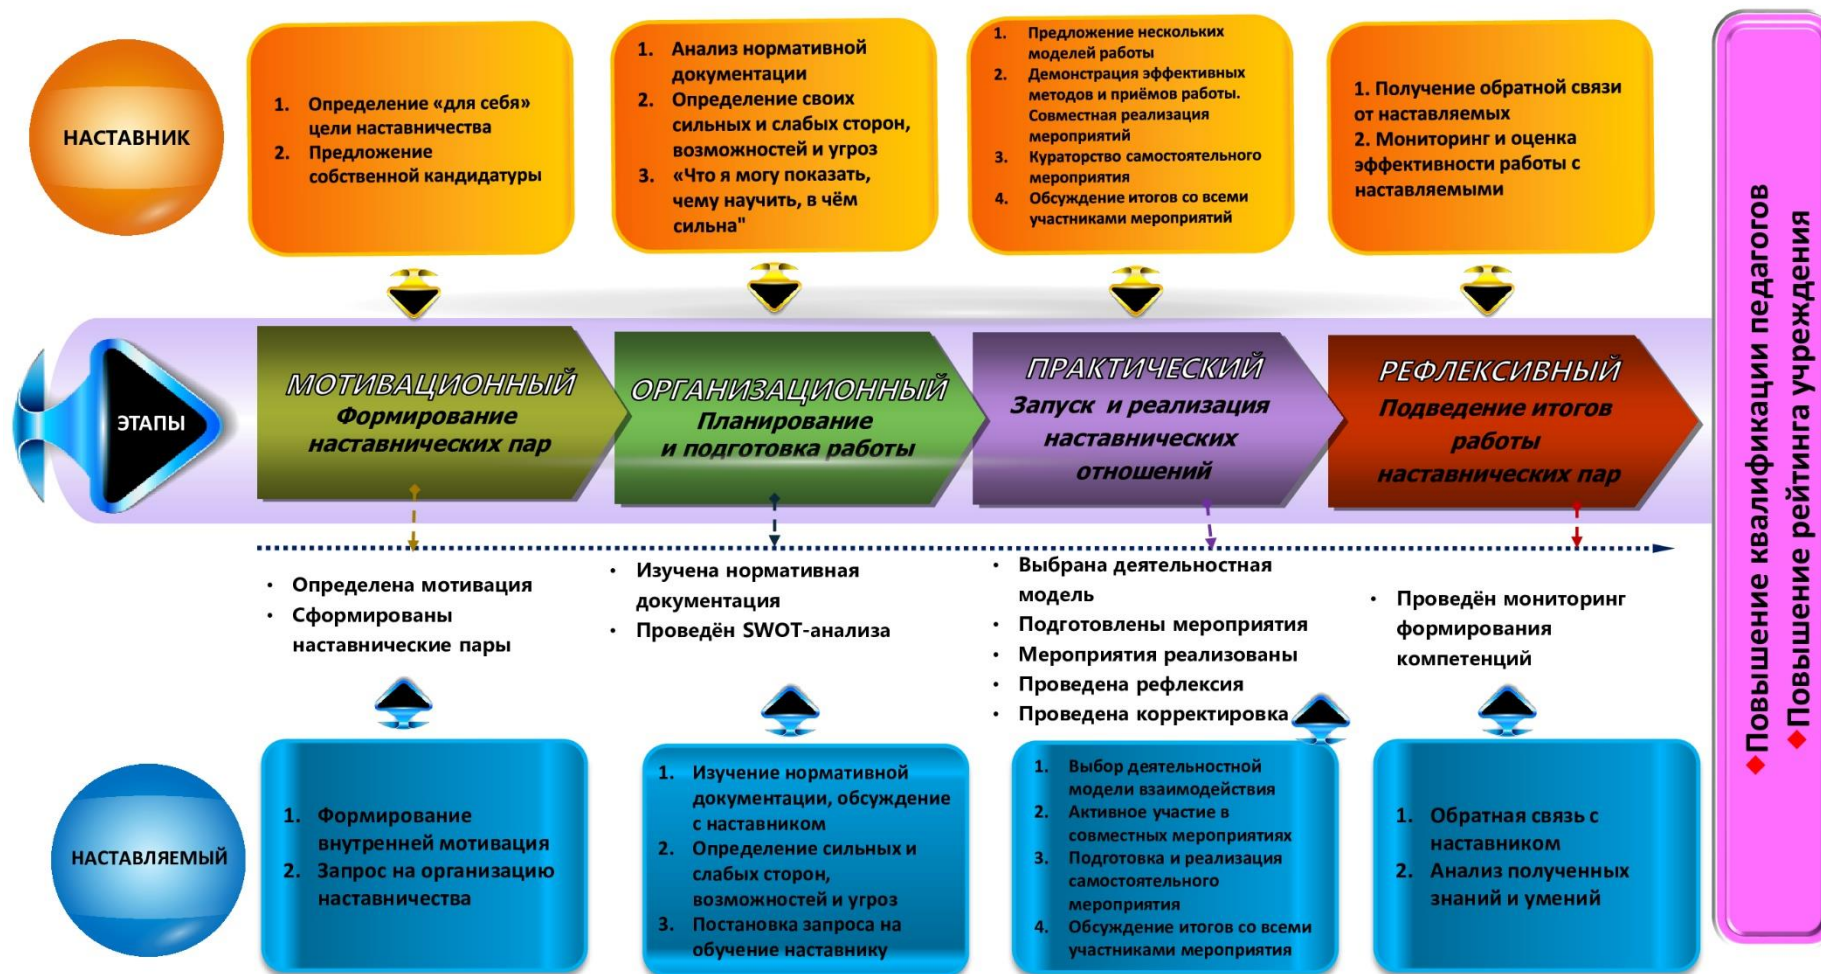 НАСТАВНИК
1. Определение «для себя»
цели наставничества
2. Предложение
собственной кандидатуры
1. Анализ нормативной
документации
2. Определение своих
сильных и слабых сторон,
возможностей и угроз
3. «Что я могу показать,
чему научить, в чём
сильна"
1. Предложение нескольких
моделей работы
2. Демонстрация эффективных
методов и приёмов работы.
Совместная реализация
мероприятий
3. Кураторство самостоятельного
мероприятия
4. Обсуждение итогов со всеми
участниками мероприятий
1. Получение обратной связи
от наставляемых
2. Мониторинг и оценка
эффективности работы с
наставляемыми
ЭТАПЫ
МОТИВАЦИОННЫЙ
Формирование
наставнических пар
ОРГАНИЗАЦИОННЫЙ
Планирование
и подготовка работы
ПРАКТИЧЕСКИЙ
Запуск и реализация
наставнических
отношений
РЕФЛЕКСИВНЫЙ
Подведение итогов
работы
наставнических пар
• Определена мотивация
• Сформированы
наставнические пары
• Изучена нормативная
документация
• Проведён SWOT-анализа
• Выбрана деятельностная
модель
• Подготовлены мероприятия
• Мероприятия реализованы
• Проведена рефлексия
• Проведена корректировка
• Проведён мониторинг
формирования
компетенций
НАСТАВЛЯЕМЫЙ
1. Формирование
внутренней мотивация
2. Запрос на организацию
наставничества
1. Изучение нормативной
документации, обсуждение
с наставником
2. Определение сильных и
слабых сторон,
возможностей и угроз
3. Постановка запроса на
обучение наставнику
1. Выбор деятельностной
модели взаимодействия
2. Активное участие в
совместных мероприятиях
3. Подготовка и реализация
самостоятельного
мероприятия
4. Обсуждение итогов со всеми
участниками мероприятия
1. Обратная связь с
наставником
2. Анализ полученных
знаний и умений
◆Повышение квалификации педагогов
◆Повышение рейтинга учреждения